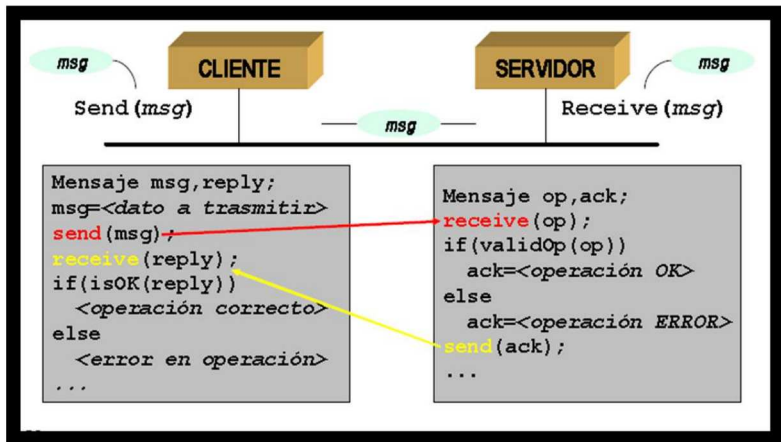 msg
CLIENTE
SERVIDOR
msg
Send(msg)
msg
Receive(msg)
Mensaje msg,reply;
msg=<dato a trasmitir>
send(msg);
receive(reply);
if(isOK(reply))
<operación correcto>
else
<error en operación>
...
Mensaje op,ack;
receive(op);
if(validOp(op))
ack=<operación OK>
else
ack=<operación ERROR>
send(ack);
...